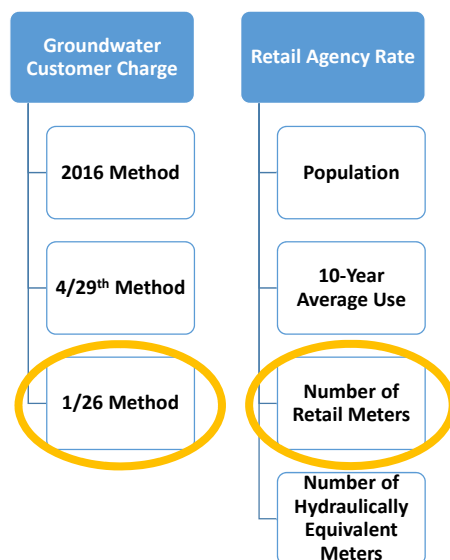 Groundwater
Customer Charge
2016 Method
4/29th Method
1/26 Method
Retail Agency Rate
Population
10-Year
Average Use
Number of
Retail Meters
Number of
Hydraulically
Equivalent
Meters